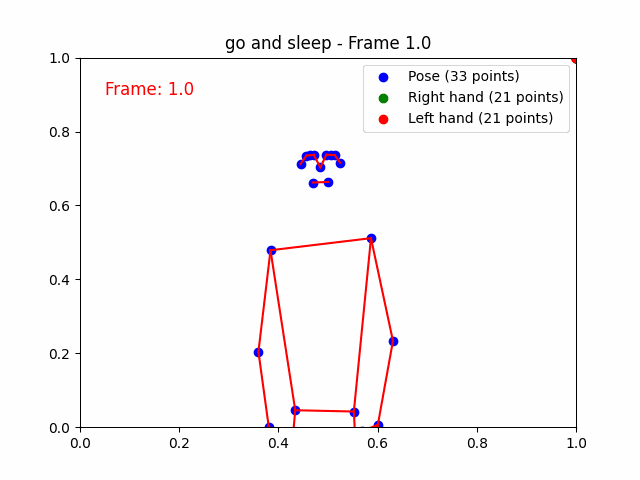 go and sleep - Frame 1.0
Frame: 1.0
Pose (33 points)
Right hand (21 points)
Left hand (21 points)
1.0
0.8
0.6
0.4
0.2
0.0
0.0 0.2 0.4 0.6 0.8 1.0